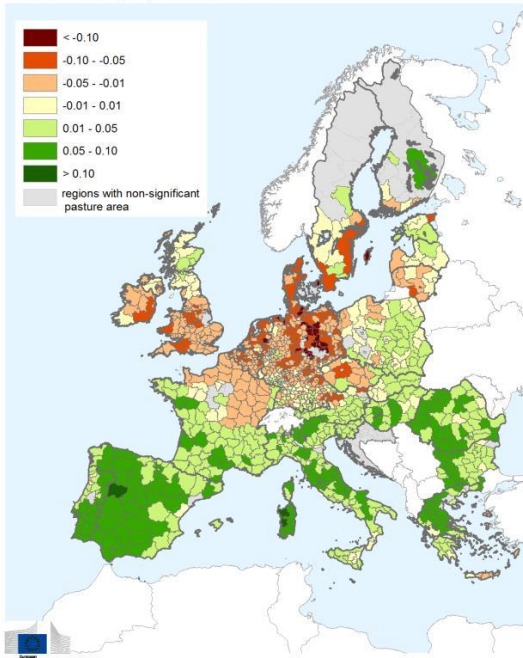 < -0.10
-0.10 - -0.05
-0.05 - -0.01
-0.01 - 0.01
0.01 - 0.05
0.05 - 0.10
> 0.10
regions with non-significant
pasture area
European